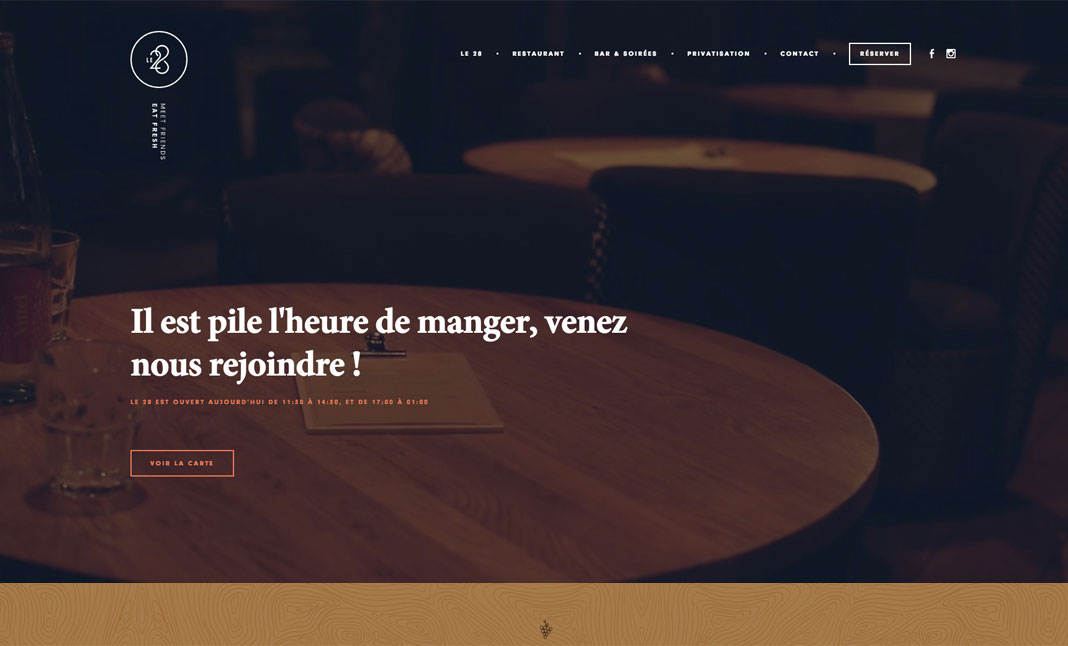 LE 28
LE 28 • RESTAURANT • BAR & SOIRÉES • PRIVATISATION • CONTACT • RÉSERVER
MEET FRIENDS
EAT FRESH
Il est pile l'heure de manger, venez
nous rejoindre !
LE 28 EST OUVERT AUJOURD'HUI DE 11:30 À 14:30, ET DE 17:00 À 01:00
VOIR LA CARTE